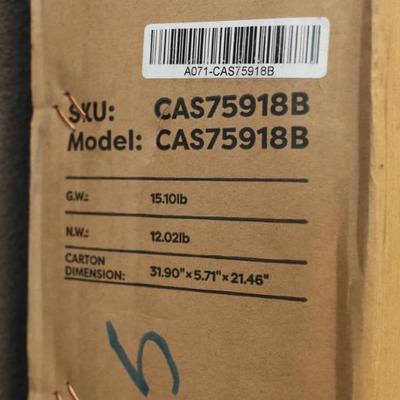 A071-CAS75918B
SKU: CAS75918B
Model: CAS75918B
G.W.: 15.10lb
N.W.: 12.02lb
CARTON
DIMENSION: 31.90"×5.71"×21.46"
5